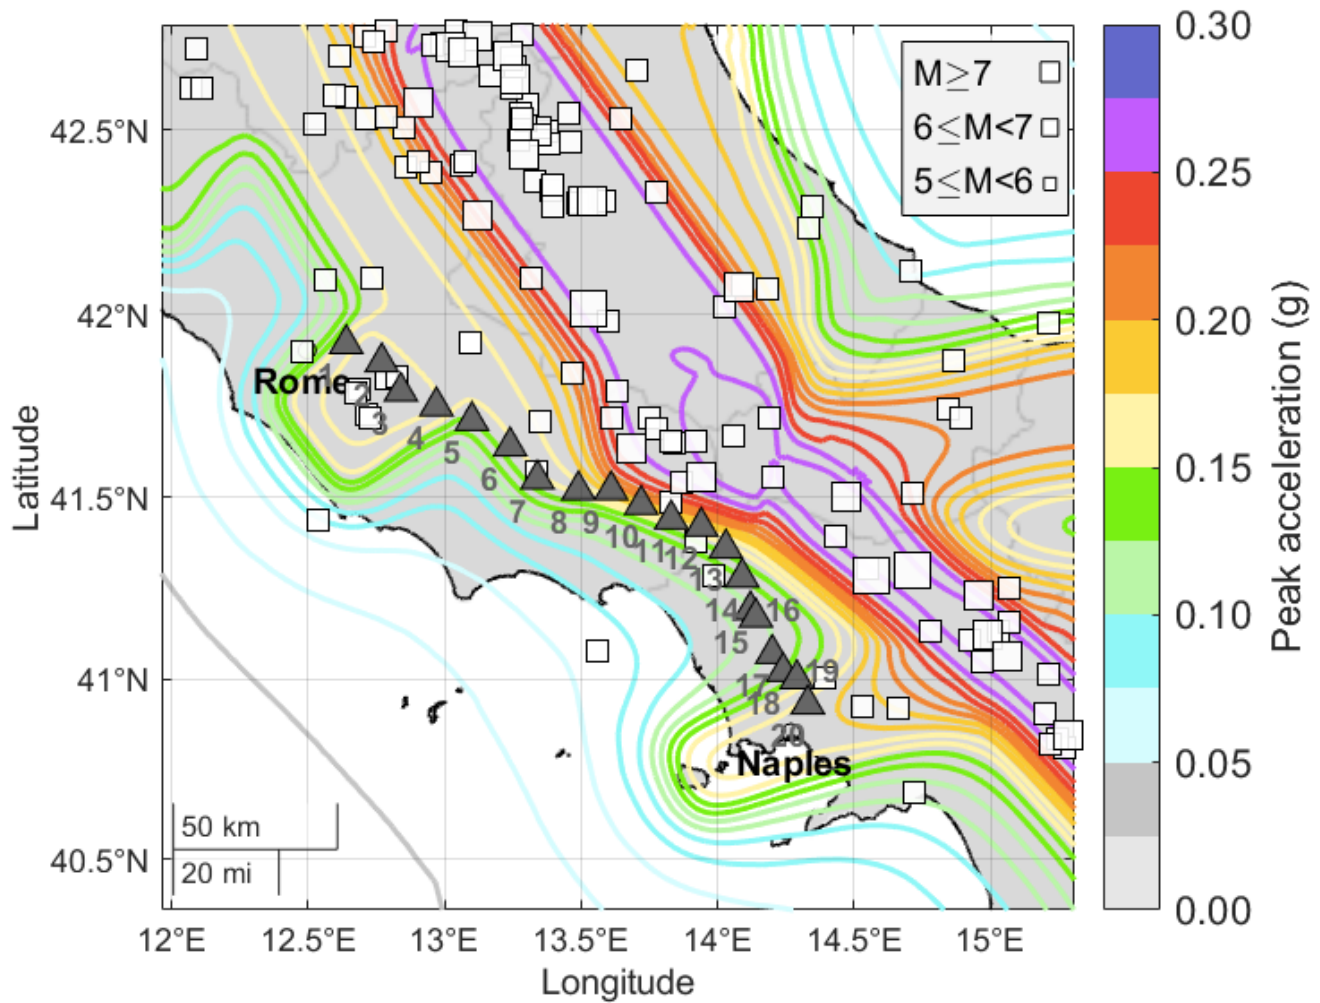 M≥7
6≤M<7
5≤M<6
42.5°N
42°N
41.5°N
41°N
40.5°N
Latitude
Rome
1
2
3
4
5
6
7
8
9
10
11
12
13
14
16
15
17
19
18
20
Naples
50 km
20 mi
12°E
12.5°E
13°E
13.5°E
14°E
14.5°E
15°E
Longitude
0.30
0.25
0.20
0.15
0.10
0.05
0.00
Peak acceleration (g)